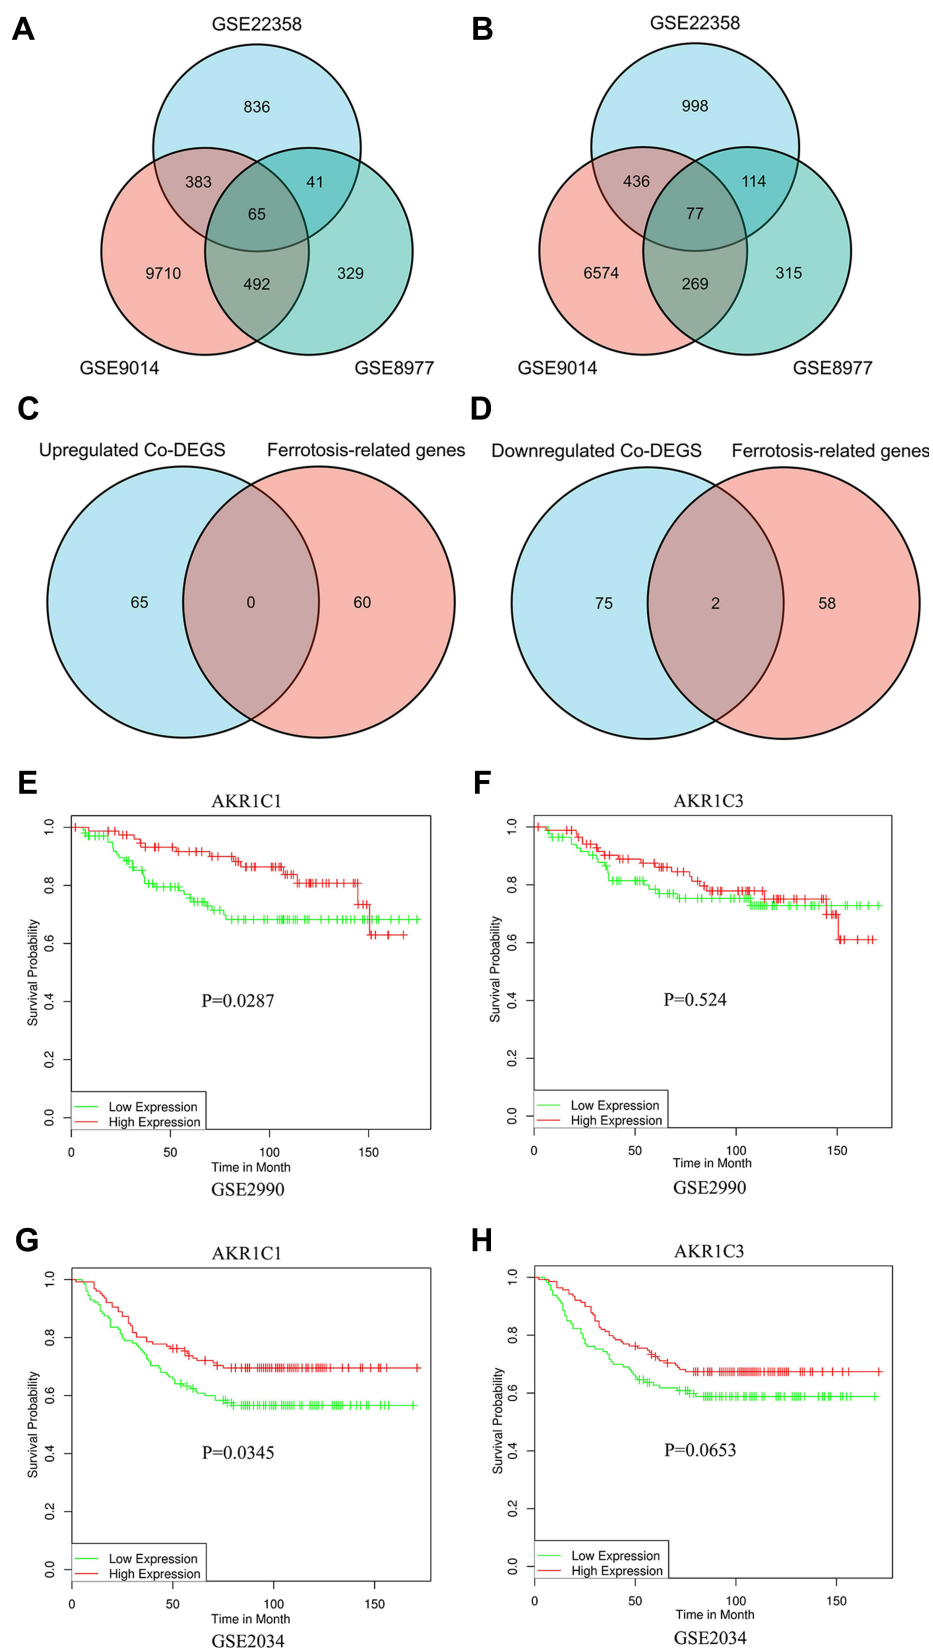 A
GSE22358
836
383
41
65
9710
492
329
GSE9014
GSE8977
B
GSE22358
998
436
114
77
6574
269
315
GSE9014
GSE8977
C
Upregulated Co-DEGS
Ferrotosis-related genes
65
0
60
D
Downregulated Co-DEGS
Ferrotosis-related genes
75
2
58
E
AKR1C1
Survival Probability
1.0
0.8
0.6
0.4
0.2
0.0
P=0.0287
Low Expression
High Expression
0
50
100
150
Time in Month
GSE2990
F
AKR1C3
Survival Probability
1.0
0.8
0.6
0.4
0.2
0.0
P=0.524
Low Expression
High Expression
0
50
100
150
Time in Month
GSE2990
G
AKR1C1
Survival Probability
1.0
0.8
0.6
0.4
0.2
0.0
P=0.0345
Low Expression
High Expression
0
50
100
150
Time in Month
GSE2034
H
AKR1C3
Survival Probability
1.0
0.8
0.6
0.4
0.2
0.0
P=0.0653
Low Expression
High Expression
0
50
100
150
Time in Month
GSE2034